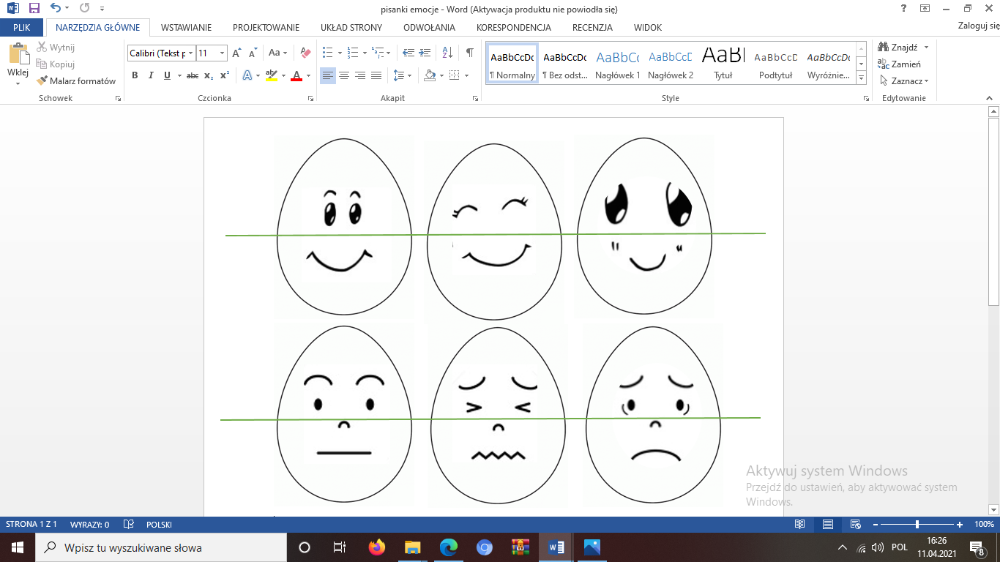 pisanki emocje - Word (Aktywacja produktu nie powiodła się)
PLIK NARZĘDZIA GŁÓWNE WSTAWIANIE PROJEKTOWANIE UKŁAD STRONY ODWOŁANIA KORESPONDENCJA RECENZJA WIDOK Zaloguj się
Wklej
Wytnij
Kopiuj
Malarz formatów
Schowek
Calibri (Tekst p 11
Czcionka
Akapit
AaBbCcDc AaBbCcDc AaBbCc AaBbCcD AaBl AaBbCcD AaBbCcDc
¶ Normalny ¶ Bez odst... Nagłówek 1 Nagłówek 2 Tytuł Podtytuł Wyróżnie...
Style
Znajdź
Zamień
Zaznacz
Edytowanie
Aktywuj system Windows
Przejdź do ustawień, aby aktywować system
Windows.
STRONA 1 Z 1 WYRAZY: 0 POLSKI 100%
Wpisz tu wyszukiwane słowa
POL
16:26
11.04.2021
8